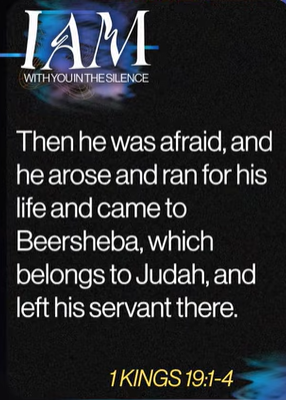 I AM
WITH YOU IN THE SILENCE
Then he was afraid, and
he arose and ran for his
life and came to
Beersheba, which
belongs to Judah, and
left his servant there.
1 KINGS 19:1-4